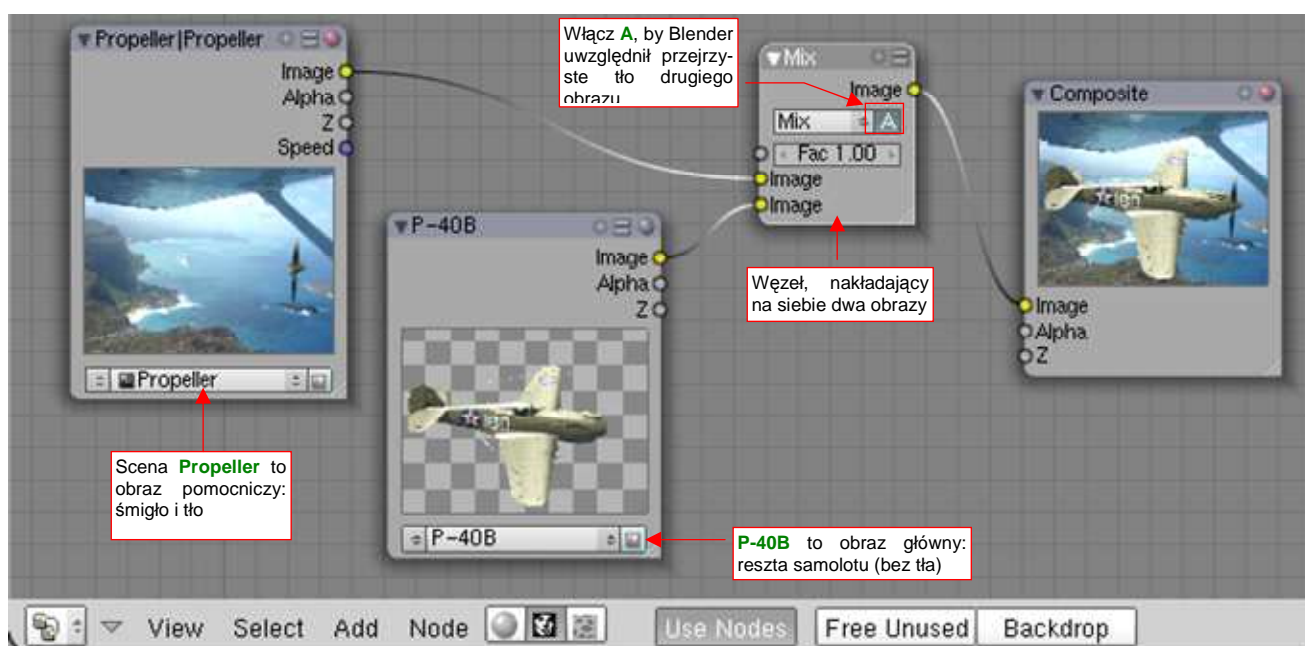 Propeller|Propeller
Image
Alpha
Z
Speed
Propeller
Włącz A, by Blender
uwzględnił przejrzy-
ste tło drugiego
obrazu
Mix
Image
Mix
A
Fac 1.00
Image
Image
Composite
Image
Alpha
Z
P-40B
Image
Alpha
Z
P-40B
Węzeł, nakładający
na siebie dwa obrazy
Scena Propeller to
obraz pomocniczy:
śmigło i tło
P-40B to obraz główny:
reszta samolotu (bez tła)
View Select Add Node Use Nodes Free Unused Backdrop